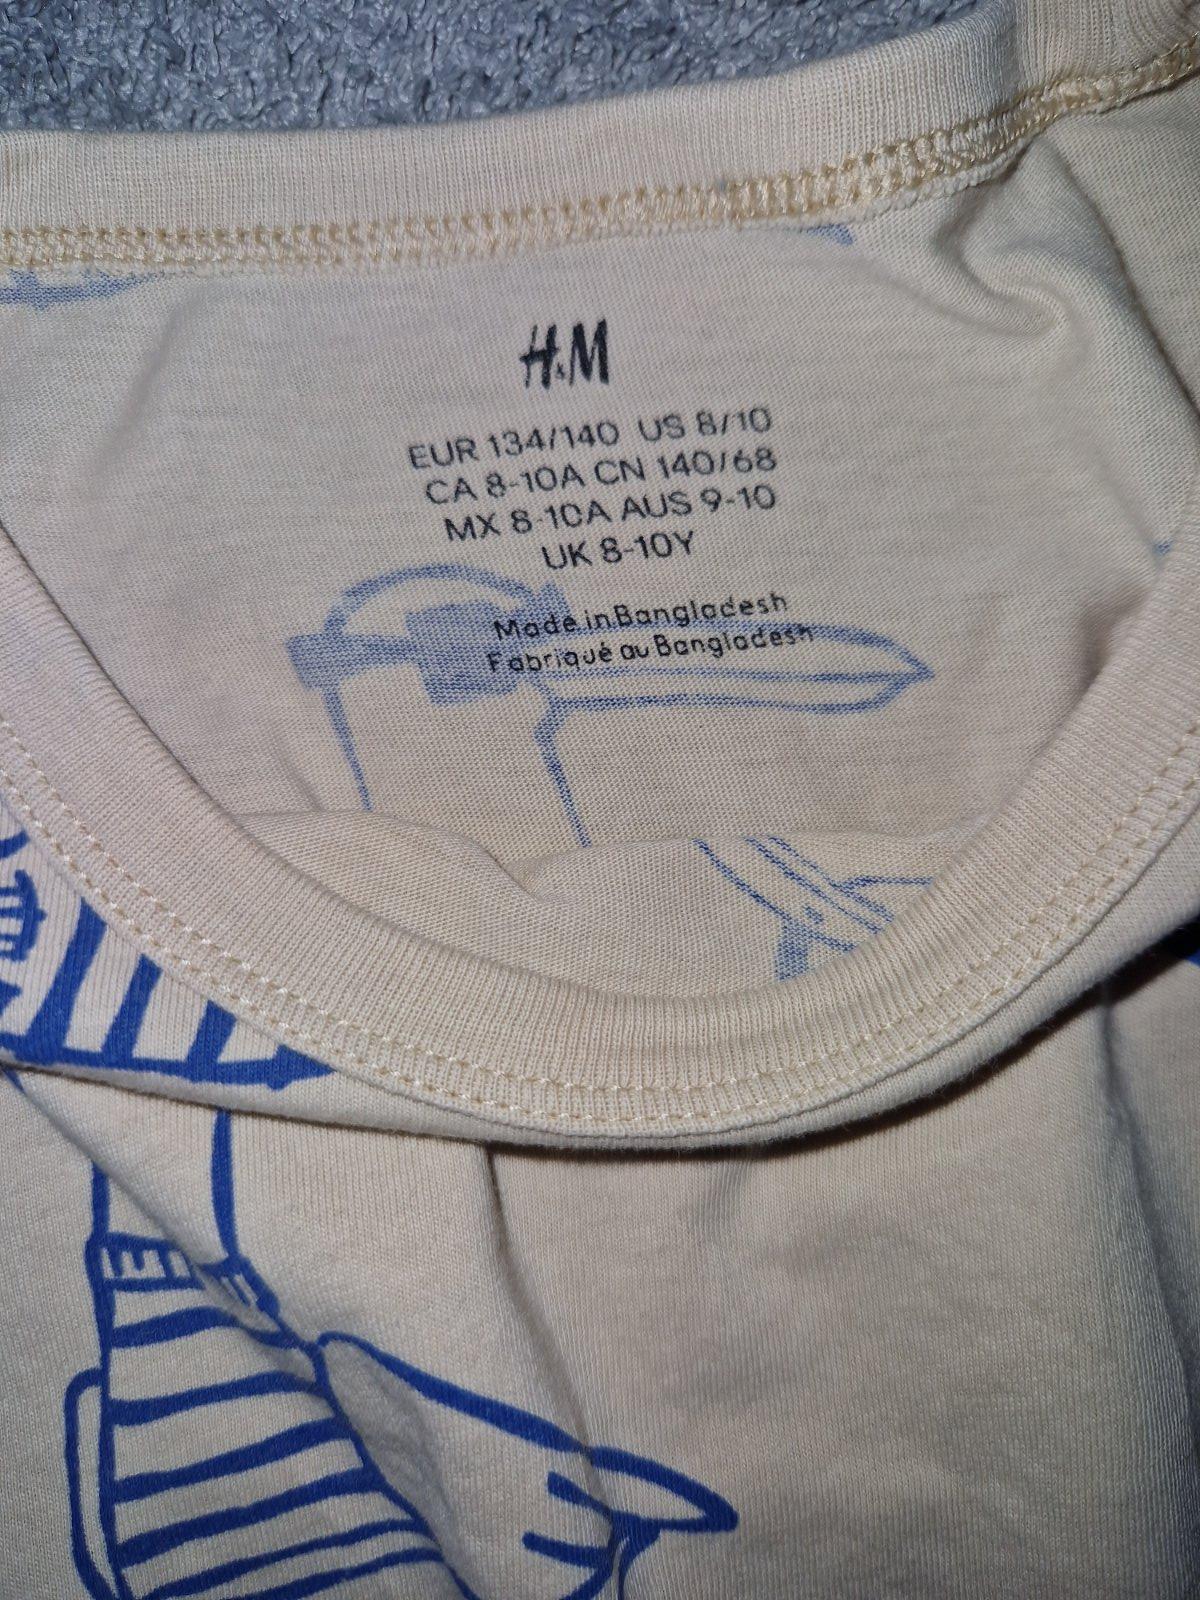 H&M
EUR 134/140 US 8/10
CA 8-10A CN 140/68
MX 8-10A AUS 9-10
UK 8-10Y
Made in Bangladesh
Fabriqué au Bangladesh